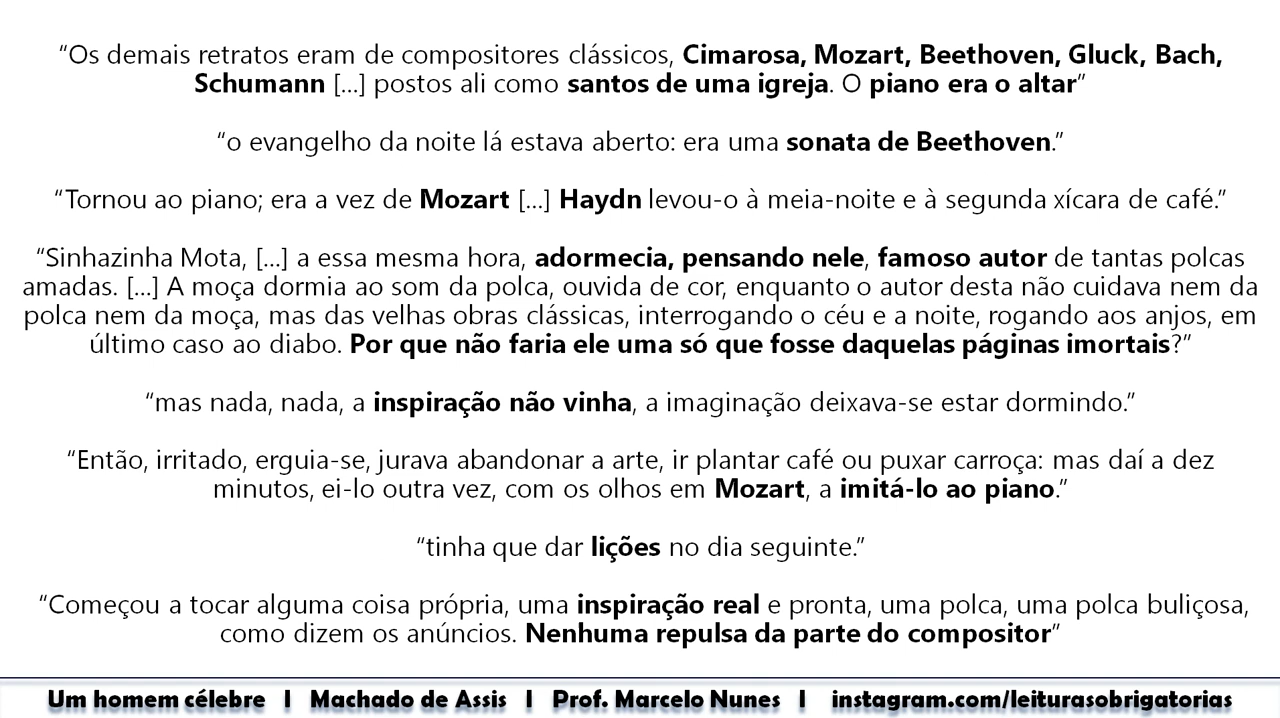 “Os demais retratos eram de compositores clássicos, Cimarosa, Mozart, Beethoven, Gluck, Bach,
Schumann [...] postos ali como santos de uma igreja. O piano era o altar”
“o evangelho da noite lá estava aberto: era uma sonata de Beethoven.”
“Tornou ao piano; era a vez de Mozart [...] Haydn levou-o à meia-noite e à segunda xícara de café.”
“Sinhazinha Mota, [...] a essa mesma hora, adormecia, pensando nele, famoso autor de tantas polcas
amadas. [...] A moça dormia ao som da polca, ouvida de cor, enquanto o autor desta não cuidava nem da
polca nem da moça, mas das velhas obras clássicas, interrogando o céu e a noite, rogando aos anjos, em
último caso ao diabo. Por que não faria ele uma só que fosse daquelas páginas imortais?”
“mas nada, nada, a inspiração não vinha, a imaginação deixava-se estar dormindo.”
“Então, irritado, erguia-se, jurava abandonar a arte, ir plantar café ou puxar carroça: mas daí a dez
minutos, ei-lo outra vez, com os olhos em Mozart, a imitá-lo ao piano.”
“tinha que dar lições no dia seguinte.”
“Começou a tocar alguma coisa própria, uma inspiração real e pronta, uma polca, uma polca buliçosa,
como dizem os anúncios. Nenhuma repulsa da parte do compositor”
Um homem célebre I Machado de Assis I Prof. Marcelo Nunes I instagram.com/leiturasobrigatorias